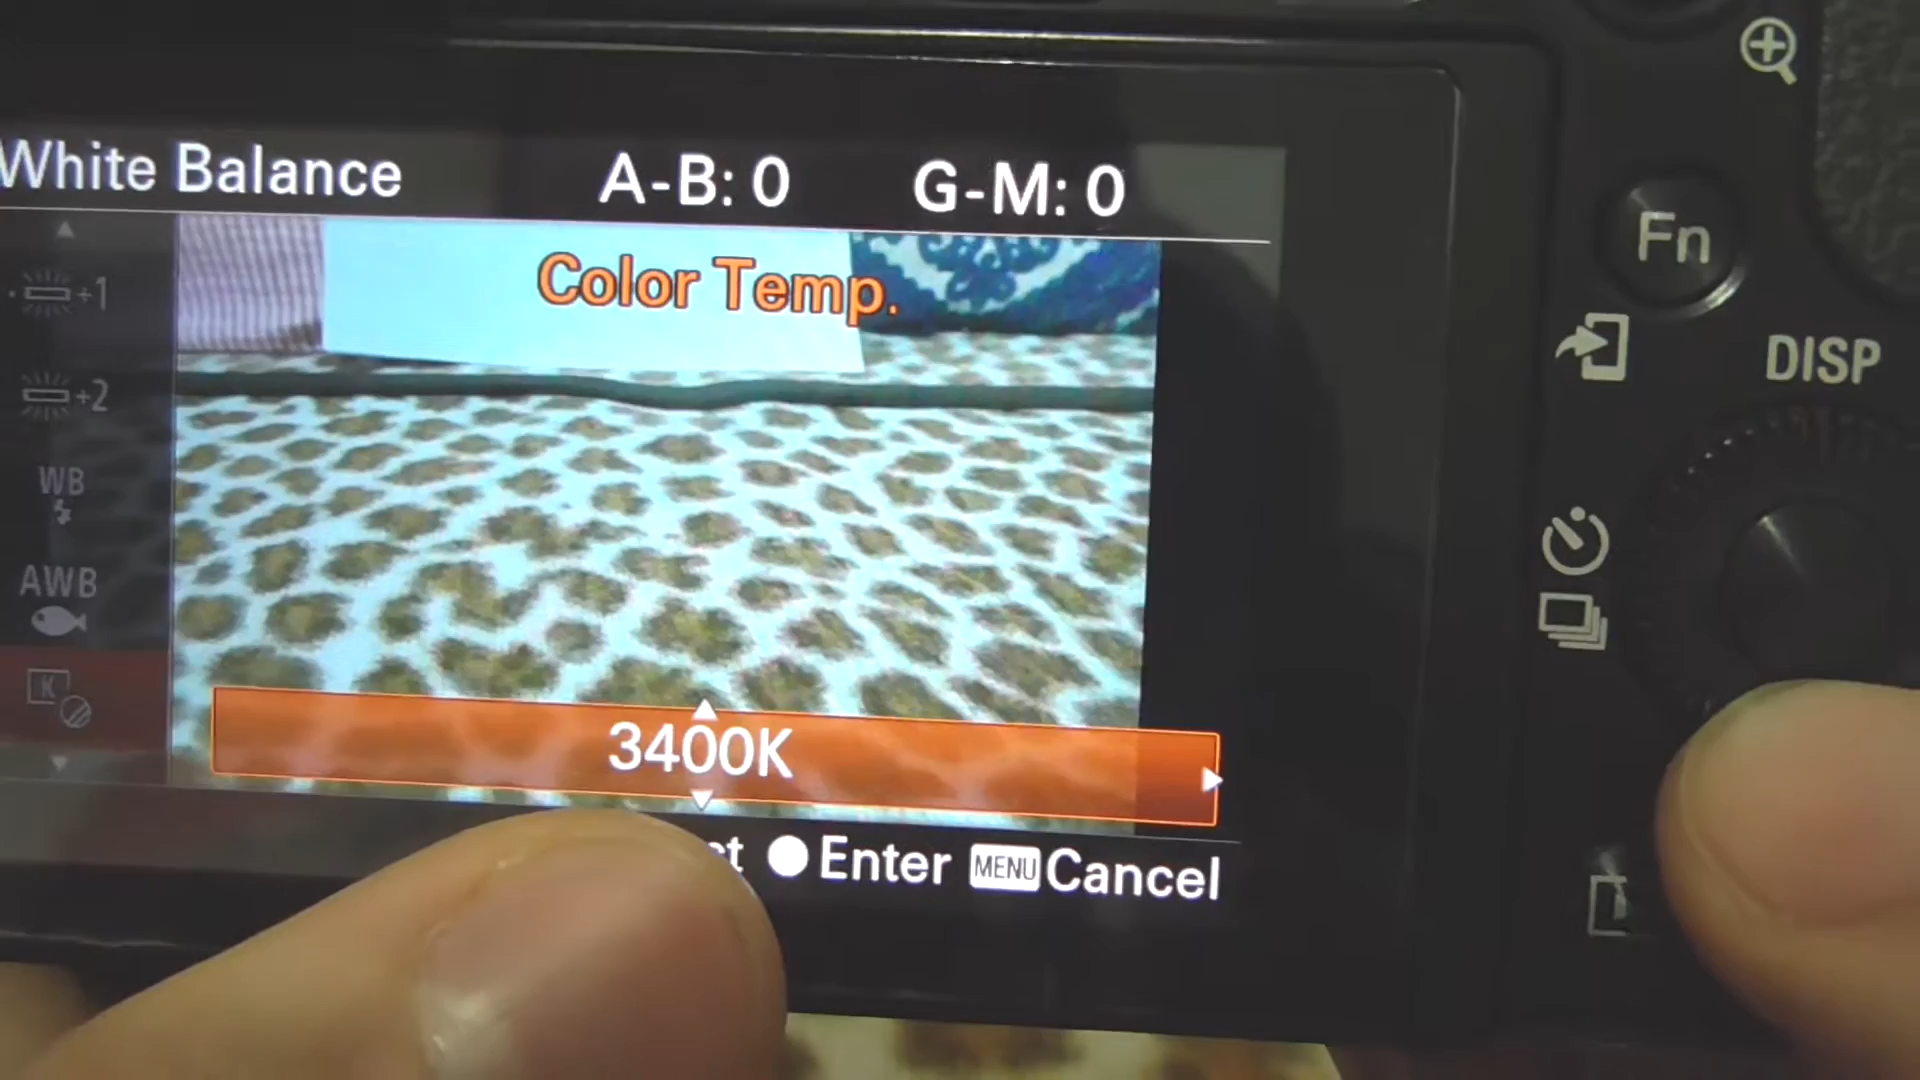 White Balance A-B: 0 G-M: 0
Color Temp.
+1
+2
WB
AWB
K
3400K
Enter MENU Cancel
Fn
DISP